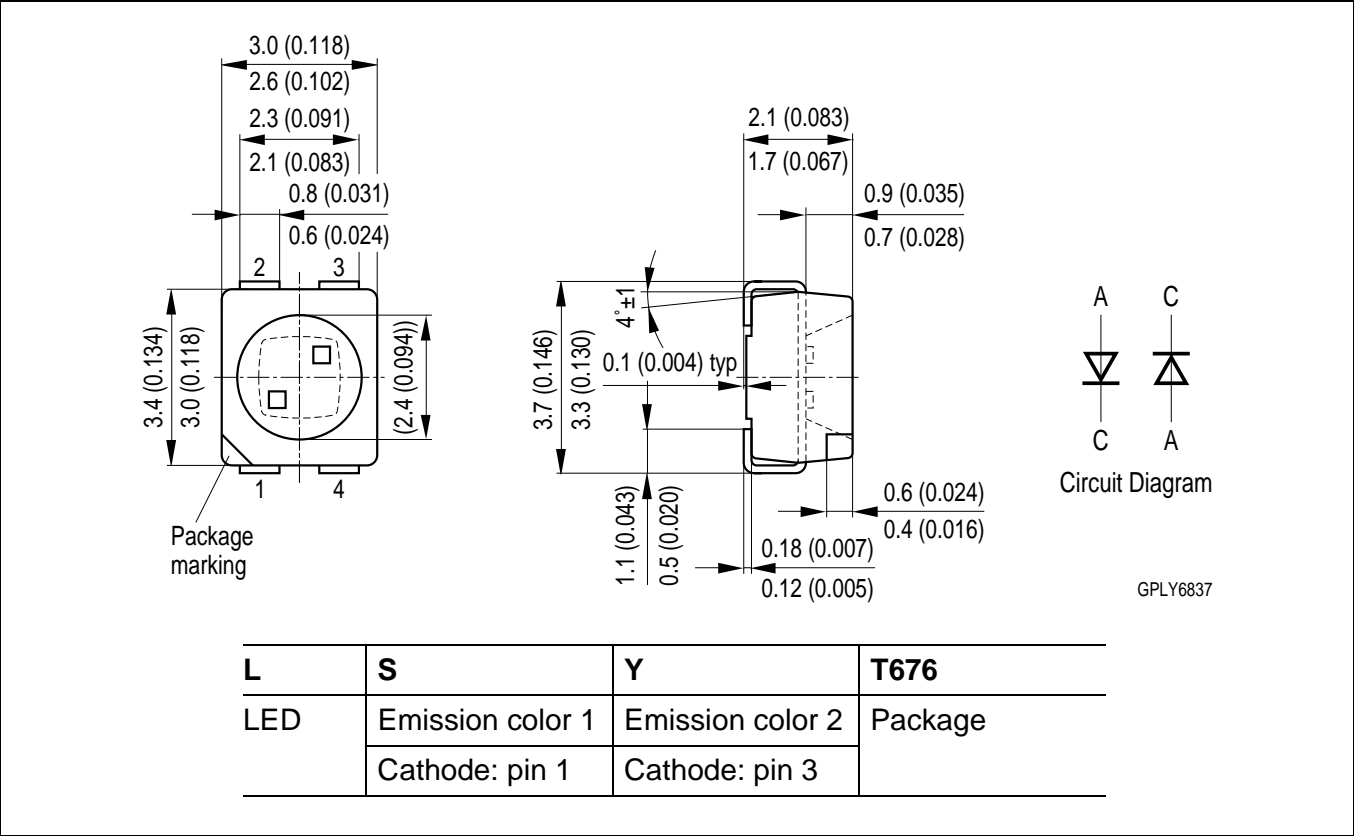 3.0 (0.118)
2.6 (0.102)
2.3 (0.091)
2.1 (0.083)
0.8 (0.031)
0.6 (0.024)
2 3
3.4 (0.134)
3.0 (0.118)
(2.4 (0.094))
1 4
Package
marking
2.1 (0.083)
1.7 (0.067)
0.9 (0.035)
0.7 (0.028)
4°±1
0.1 (0.004) typ
3.7 (0.146)
3.3 (0.130)
1.1 (0.043)
0.5 (0.020)
0.6 (0.024)
0.4 (0.016)
0.18 (0.007)
0.12 (0.005)
A C
C A
Circuit Diagram
GPLY6837
L S Y T676
LED Emission color 1 Emission color 2 Package
Cathode: pin 1 Cathode: pin 3